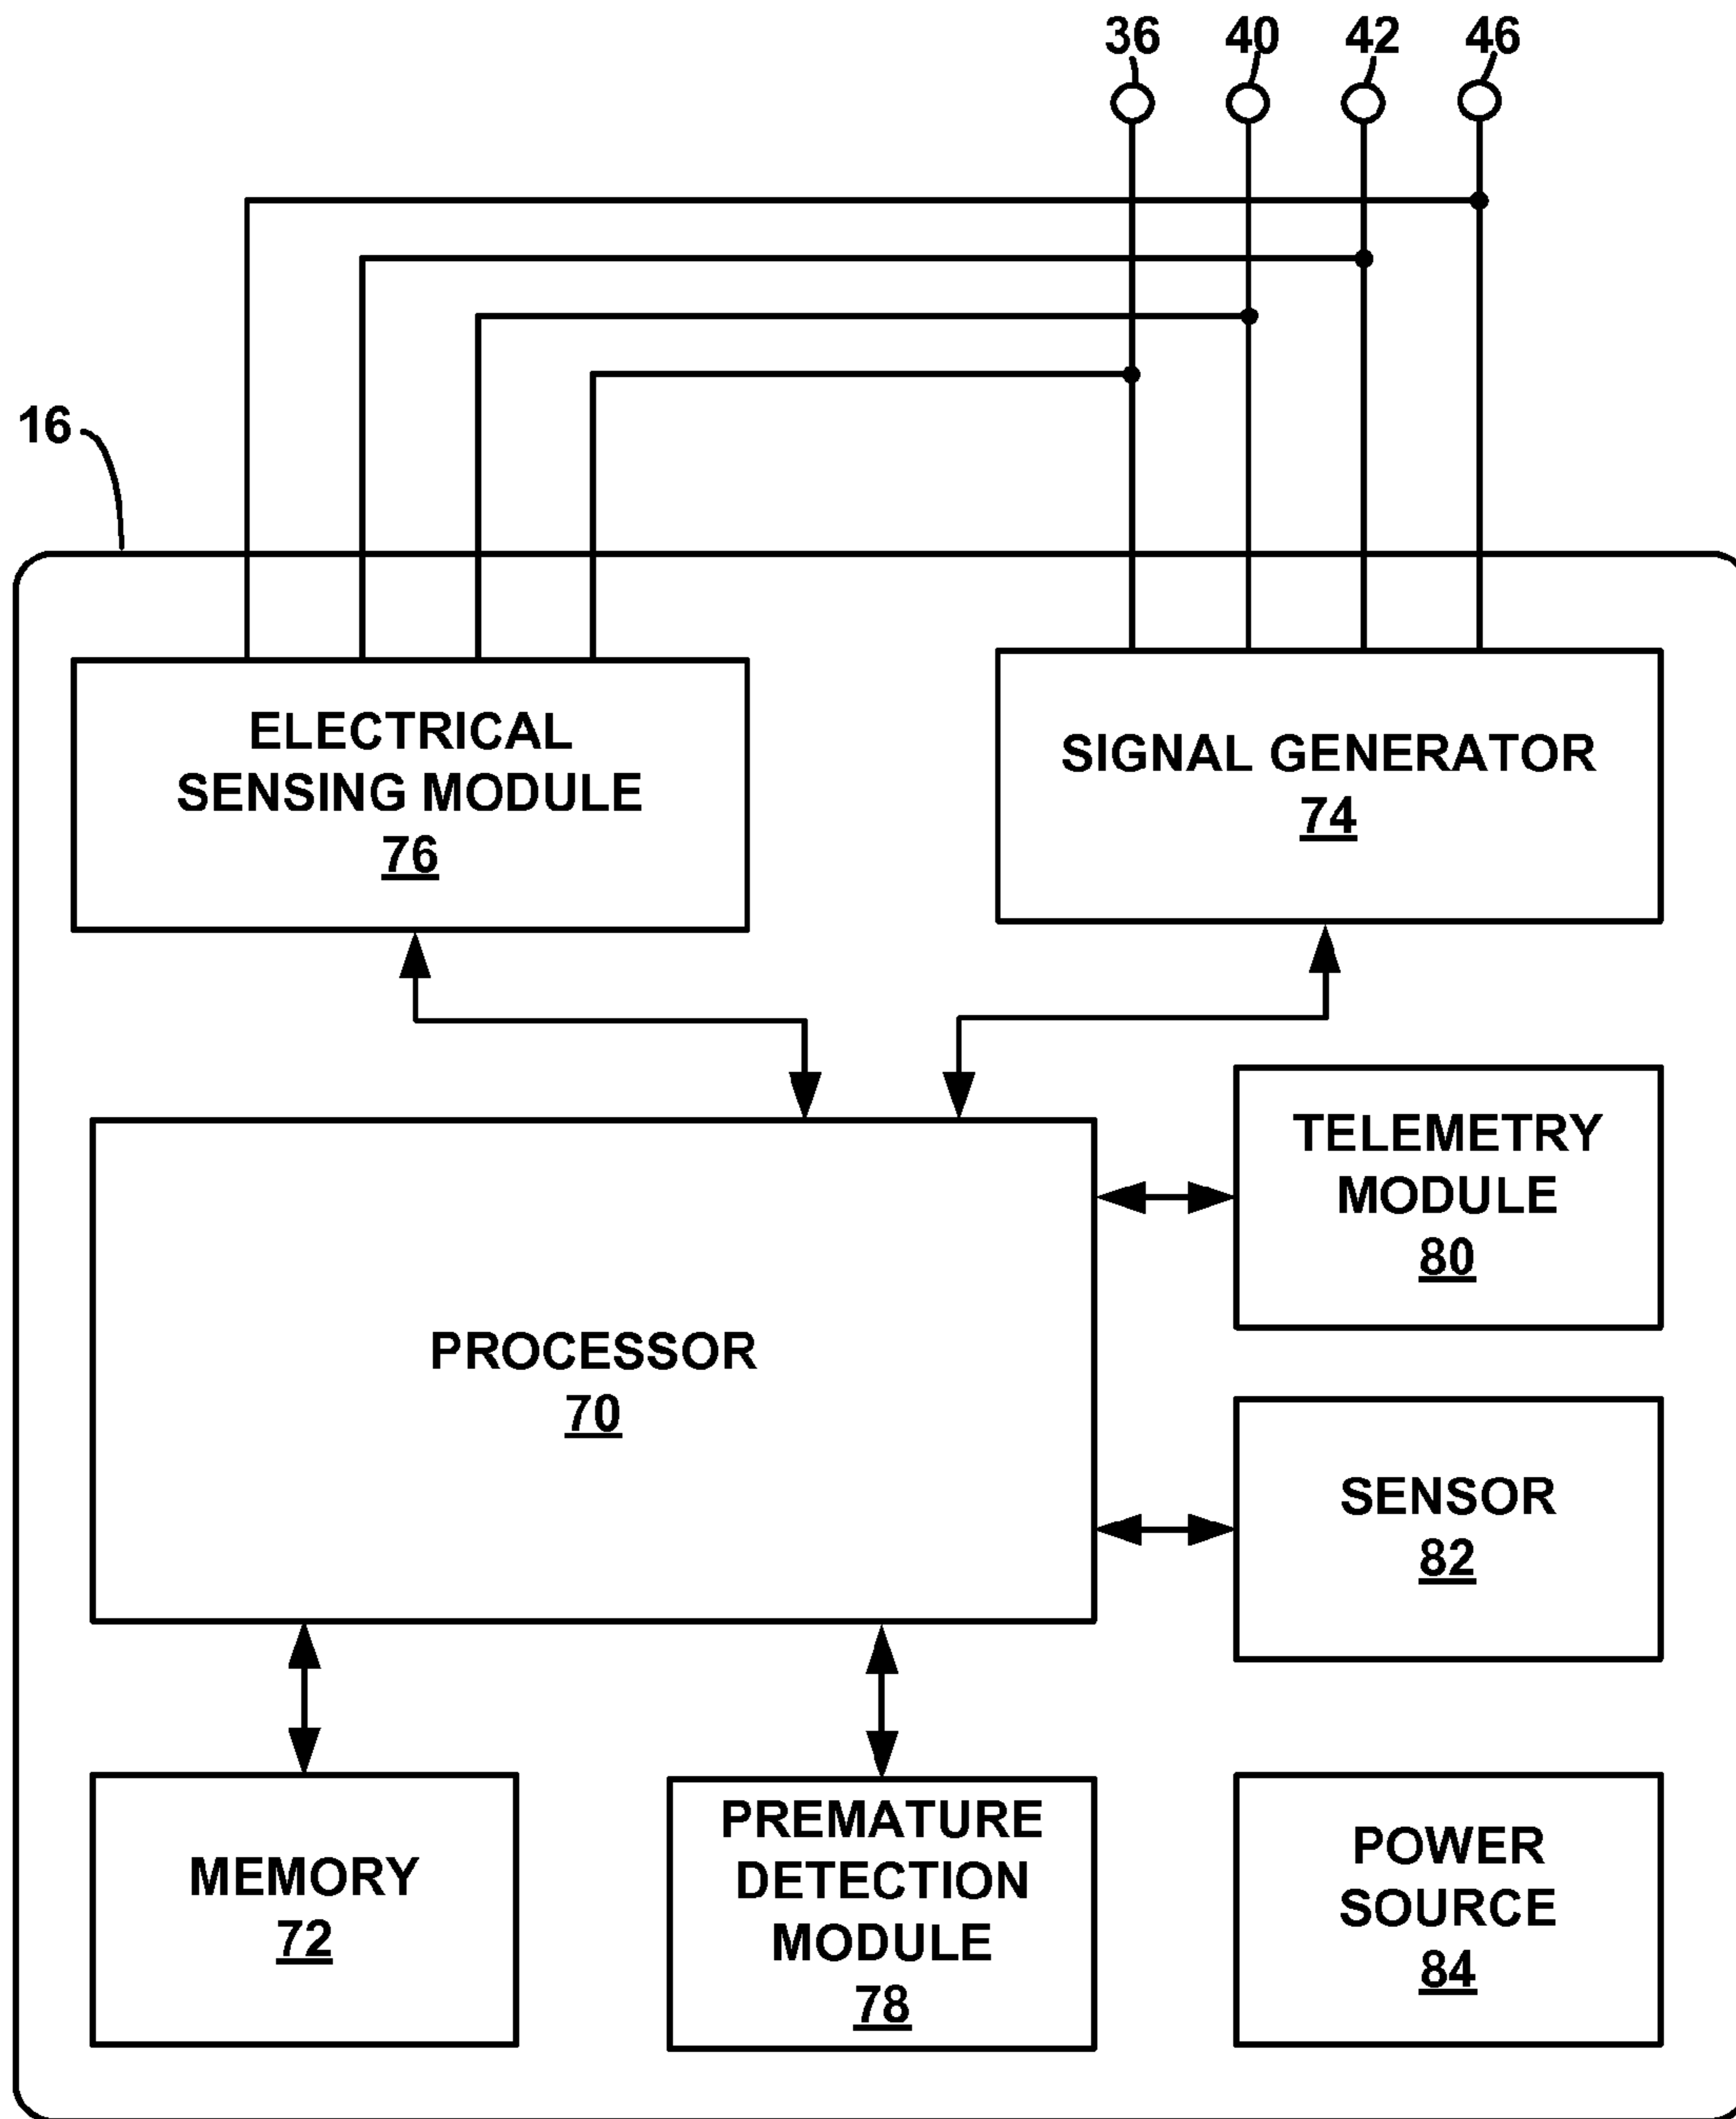 36 40 42 46
16
ELECTRICAL
SENSING MODULE
76
SIGNAL GENERATOR
74
TELEMETRY
MODULE
80
PROCESSOR
70
SENSOR
82
MEMORY
72
PREMATURE
DETECTION
MODULE
78
POWER
SOURCE
84